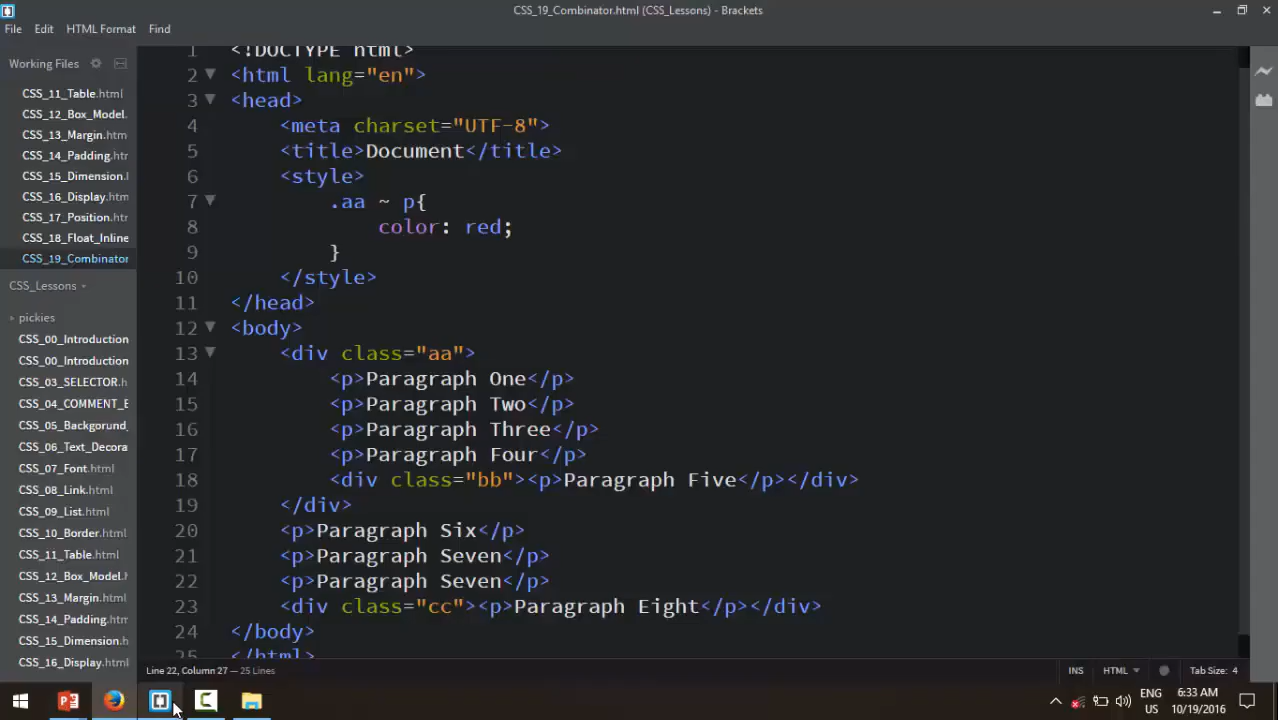 CSS_19_Combinator.html (CSS_Lessons) - Brackets
File Edit HTML Format Find
Working Files
CSS_11_Table.html
CSS_12_Box_Model.
CSS_13_Margin.htm
CSS_14_Padding.htr
CSS_15_Dimension.l
CSS_16_Display.htm
CSS_17_Position.htr
CSS_18_Float_Inline
CSS_19_Combinator
CSS_Lessons
pickies
CSS_00_Introduction
CSS_00_Introduction
CSS_03_SELECTOR.h
CSS_04_COMMENT_E
CSS_05_Backgorund_
CSS_06_Text_Decora
CSS_07_Font.html
CSS_08_Link.html
CSS_09_List.html
CSS_10_Border.html
CSS_11_Table.html
CSS_12_Box_Model.
CSS_13_Margin.html
CSS_14_Padding.htm
CSS_15_Dimension.h
CSS_16_Display.htm
1 <!DOCTYPE html>
2 <html lang="en">
3 <head>
4 <meta charset="UTF-8">
5 <title>Document</title>
6 <style>
7 .aa ~ p{
8 color: red;
9 }
10 </style>
11 </head>
12 <body>
13 <div class="aa">
14 <p>Paragraph One</p>
15 <p>Paragraph Two</p>
16 <p>Paragraph Three</p>
17 <p>Paragraph Four</p>
18 <div class="bb"><p>Paragraph Five</p></div>
19 </div>
20 <p>Paragraph Six</p>
21 <p>Paragraph Seven</p>
22 <p>Paragraph Seven</p>
23 <div class="cc"><p>Paragraph Eight</p></div>
24 </body>
25 </html>
Line 22, Column 27 — 25 Lines
INS HTML Tab Size: 4
ENG
US
6:33 AM
10/19/2016